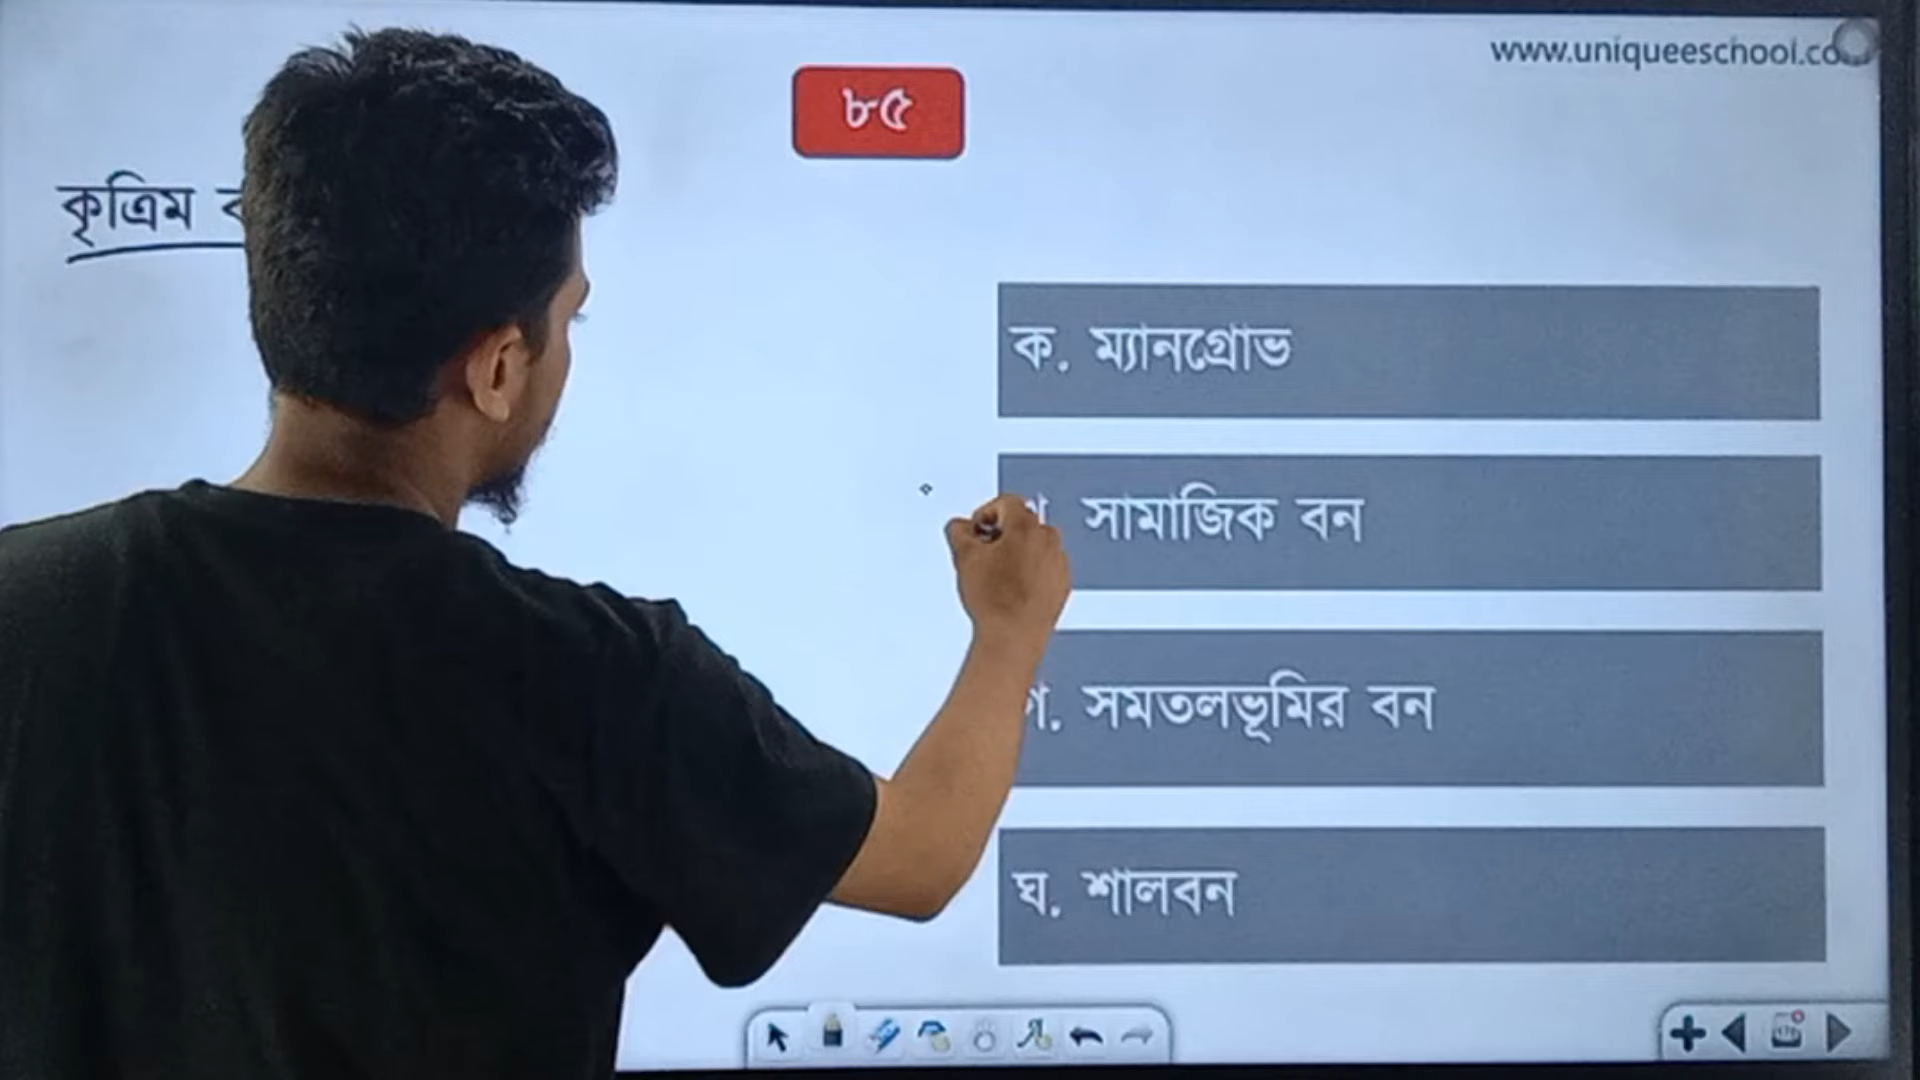 www.uniqueeschool.co
৮৫
কৃত্রিম
ক. ম্যানগ্রোভ
সামাজিক বন
গ. সমতলভূমির বন
ঘ. শালবন